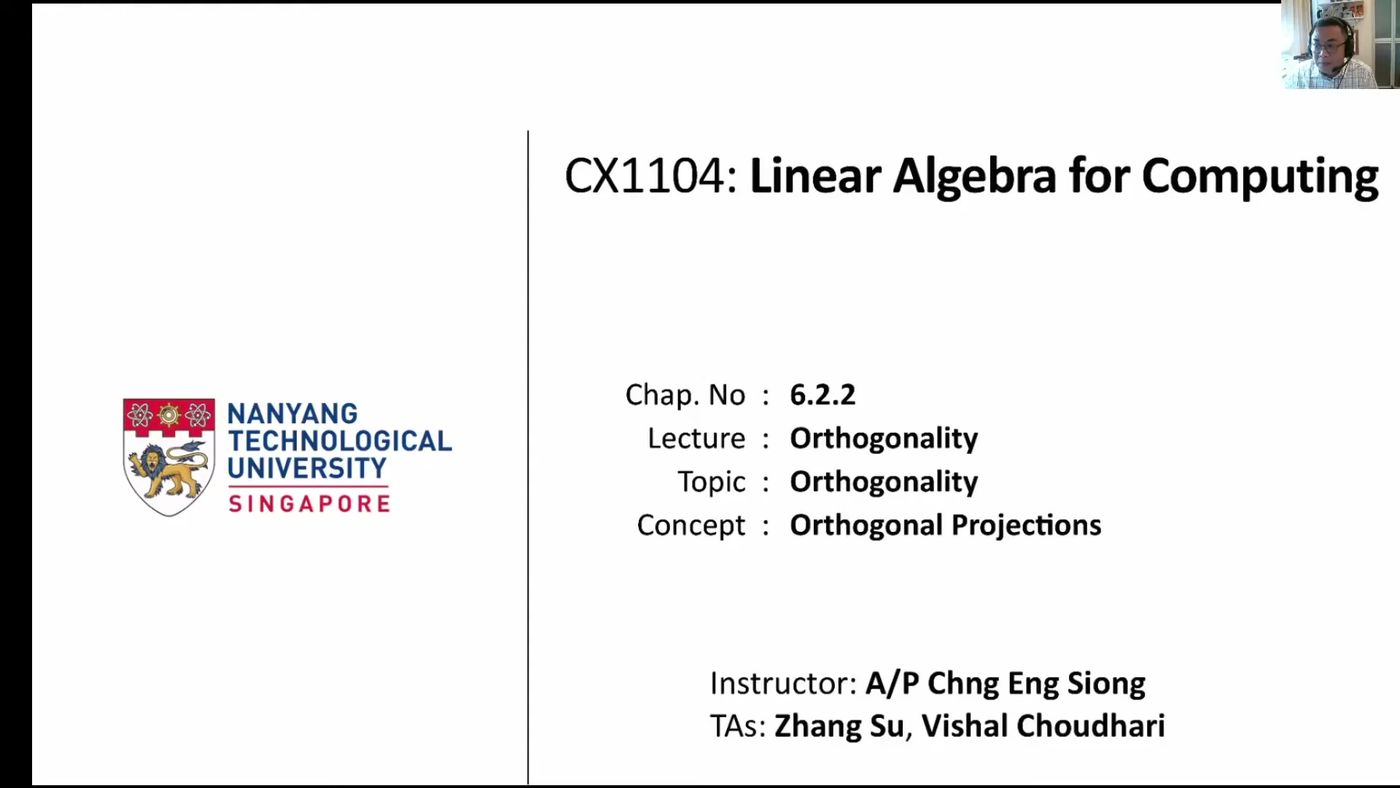 CX1104: Linear Algebra for Computing
NANYANG
TECHNOLOGICAL
UNIVERSITY
SINGAPORE
Chap. No : 6.2.2
Lecture : Orthogonality
Topic : Orthogonality
Concept : Orthogonal Projections
Instructor: A/P Chng Eng Siong
TAs: Zhang Su, Vishal Choudhari